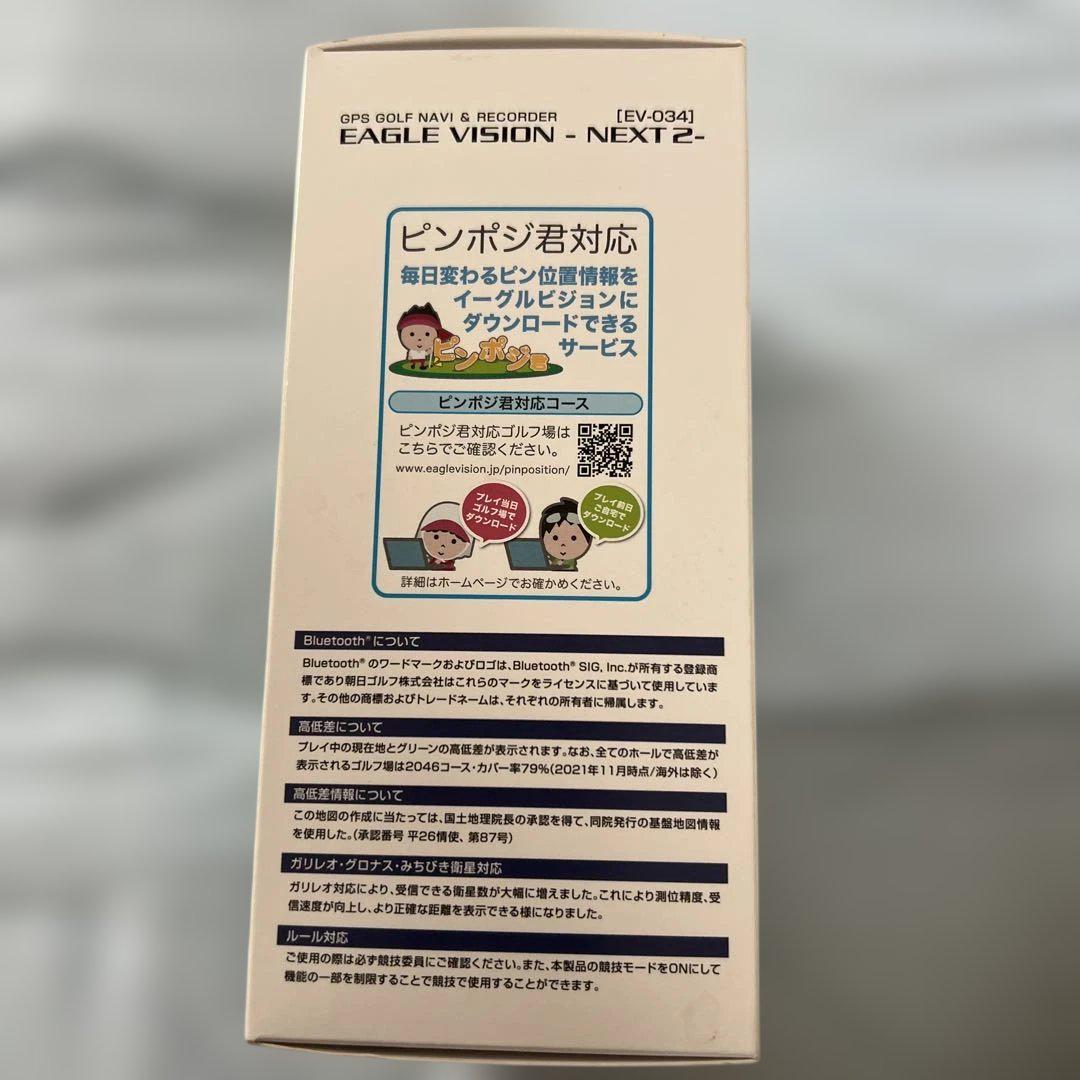 GPS GOLF NAVI & RECORDER [EV-034]
EAGLE VISION - NEXT2-
ピンポジ君対応
毎日変わるピン位置情報を
イーグルビジョンに
ダウンロードできる
サービス
ピンポジ君
ピンポジ君対応コース
ピンポジ君対応ゴルフ場は
こちらでご確認ください。
www.eaglevision.jp/pinposition/
プレイ当日
ゴルフ場で
ダウンロード
プレイ前日
ご自宅で
ダウンロード
詳細はホームページでお確かめください。
Bluetooth®について
Bluetooth®のワードマークおよびロゴは、Bluetooth® SIG, Inc.が所有する登録商
標であり朝日ゴルフ株式会社はこれらのマークをライセンスに基づいて使用していま
す。その他の商標およびトレードネームは、それぞれの所有者に帰属します。
高低差について
プレイ中の現在地とグリーンの高低差が表示されます。なお、全てのホールで高低差が
表示されるゴルフ場は2046コース・カバー率79%(2021年11月時点/海外は除く)
高低差情報について
この地図の作成に当たっては、国土地理院長の承認を得て、同院発行の基盤地図情報
を使用した。(承認番号 平26情使、第87号)
ガリレオ・グロナス・みちびき衛星対応
ガリレオ対応により、受信できる衛星数が大幅に増えました。これにより測位精度、受
信速度が向上し、より正確な距離を表示できる様になりました。
ルール対応
ご使用の際は必ず競技委員にご確認ください。また、本製品の競技モードをONにして
機能の一部を制限することで競技で使用することができます。